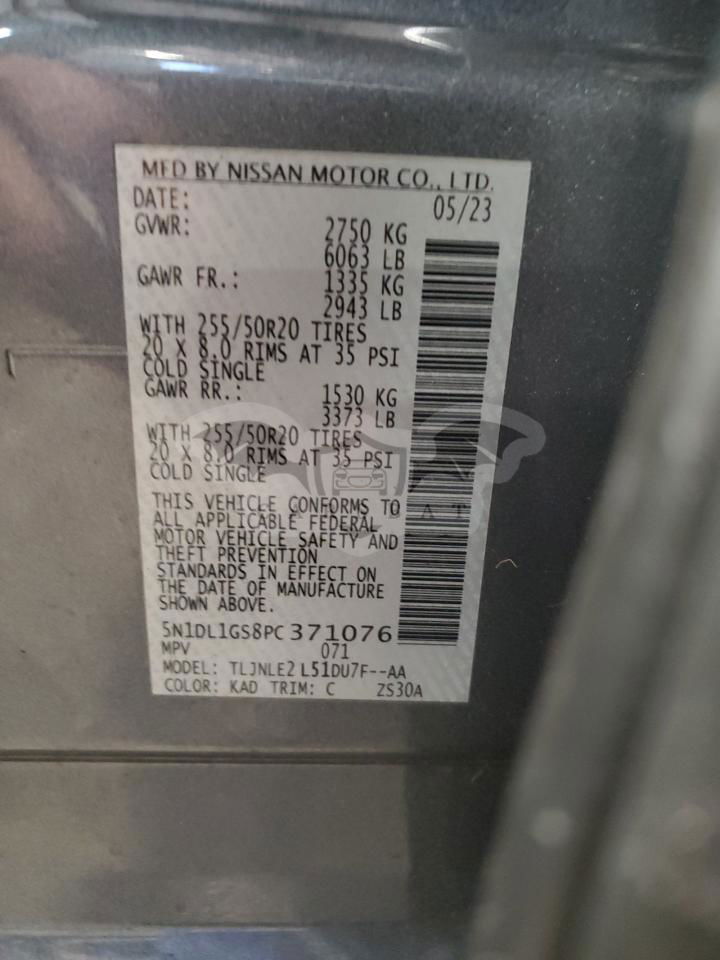 MFD BY NISSAN MOTOR CO., LTD.
DATE: 05/23
GVWR: 2750 KG
6063 LB
GAWR FR.: 1335 KG
2943 LB
WITH 255/50R20 TIRES
20 X 8.0 RIMS AT 35 PSI
COLD SINGLE
GAWR RR.: 1530 KG
3373 LB
WITH 255/50R20 TIRES
20 X 8.0 RIMS AT 35 PSI
COLD SINGLE
THIS VEHICLE CONFORMS TO
ALL APPLICABLE FEDERAL
MOTOR VEHICLE SAFETY AND
THEFT PREVENTION
STANDARDS IN EFFECT ON
THE DATE OF MANUFACTURE
SHOWN ABOVE.
5N1DL1GS8PC371076
MPV 071
MODEL: TLJNLE2 L51DU7F--AA
COLOR: KAD TRIM: C ZS30A